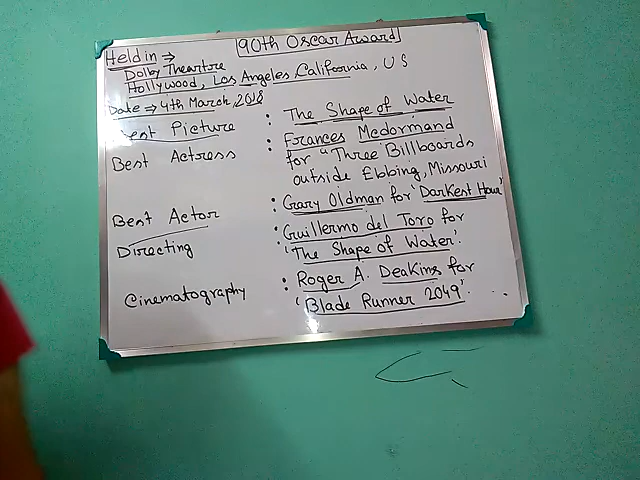 90th Oscar Award
Held in →
Dolby Theartre
Hollywood, Los Angeles, California, US
Date ⇒ 4th March, 2018
Best Picture : The Shape of Water
Best Actress : Frances Mcdormand
for "Three Billboards
outside Ebbing, Missouri
Best Actor : Gary Oldman for 'Darkest Hour'
Directing : Guillermo del Toro for
'The Shape of Water'.
Cinematography : Roger A. Deakins for
'Blade Runner 2049'...